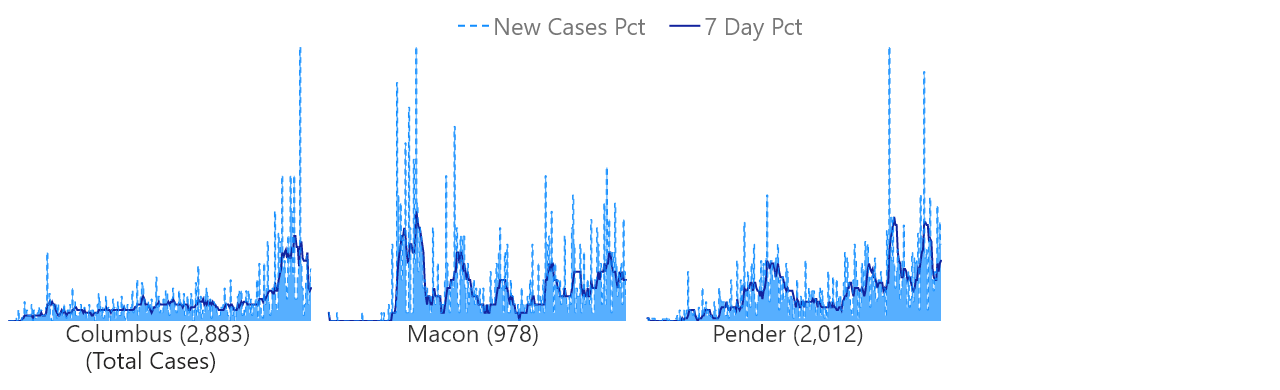 New Cases Pct 7 Day Pct
Columbus (2,883) Macon (978) Pender (2,012)
(Total Cases)